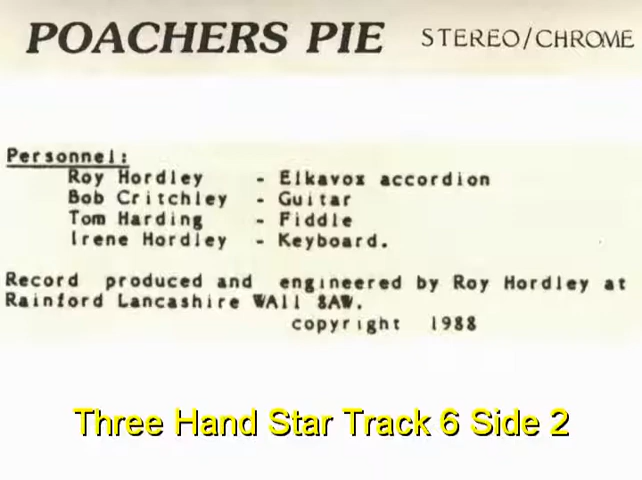 POACHERS PIE STEREO/CHROME
Personnel:
Roy Hordley - Elkavox accordion
Bob Critchley - Guitar
Tom Harding - Fiddle
Irene Hordley - Keyboard.
Record produced and engineered by Roy Hordley at
Rainford Lancashire WA11 8AW.
copyright 1988
Three Hand Star Track 6 Side 2